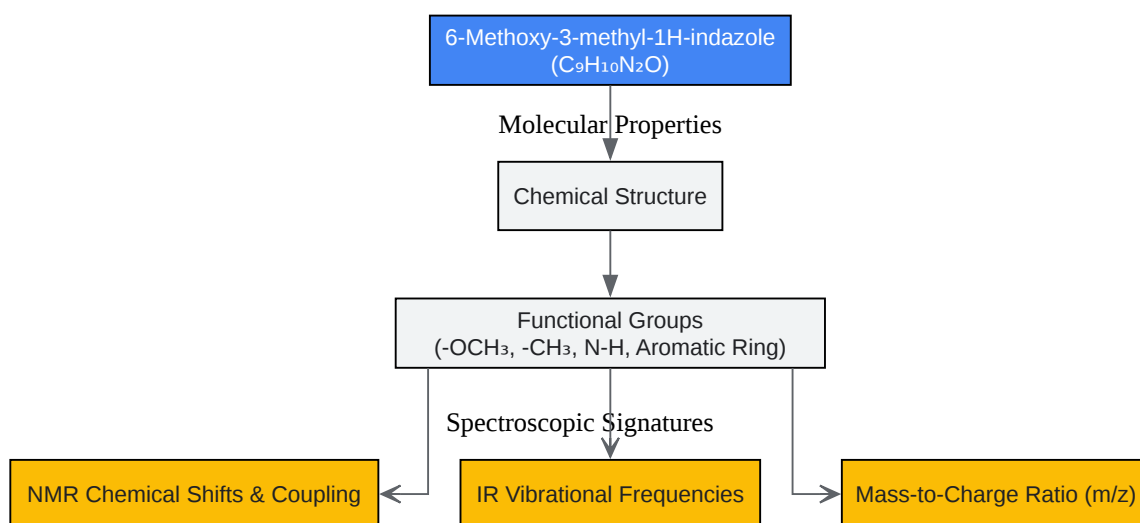 6-Methoxy-3-methyl-1H-indazole
(C₉H₁₀N₂O)
Molecular Properties
Chemical Structure
Functional Groups
(-OCH₃, -CH₃, N-H, Aromatic Ring)
Spectroscopic Signatures
NMR Chemical Shifts & Coupling
IR Vibrational Frequencies
Mass-to-Charge Ratio (m/z)